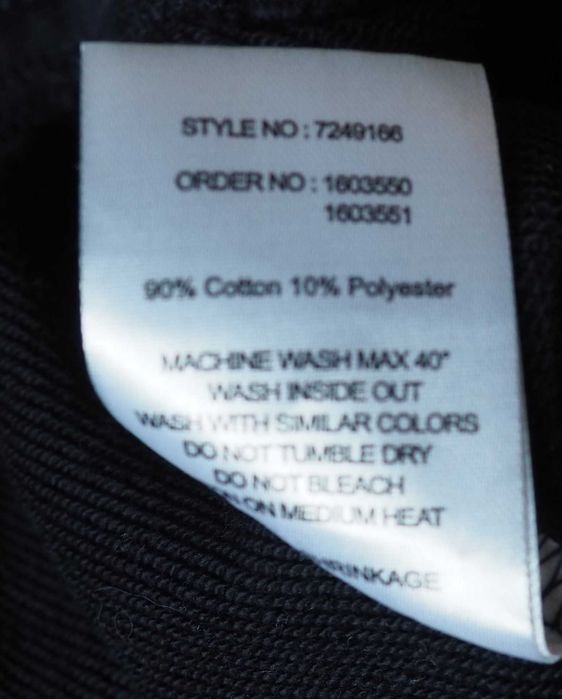 STYLE NO : 7249166
ORDER NO : 1603550
1603551
90% Cotton 10% Polyester
MACHINE WASH MAX 40°
WASH INSIDE OUT
WASH WITH SIMILAR COLORS
DO NOT TUMBLE DRY
DO NOT BLEACH
ON MEDIUM HEAT
SHRINKAGE